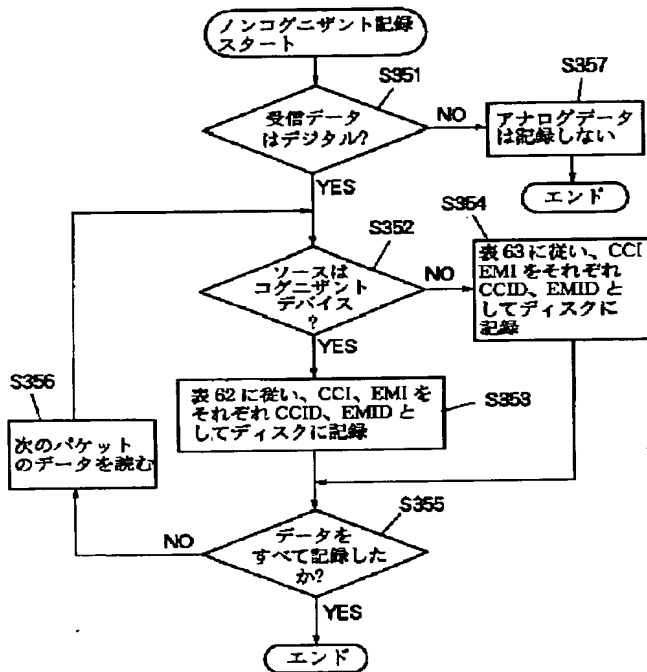 ノンコグニザント記録
スタート
S351
受信データ
はデジタル?
NO
YES
S357
アナログデータ
は記録しない
エンド
S352
ソースは
コグニザント
デバイス
?
NO
YES
S354
表63に従い、CCI
EMIをそれぞれ
CCID、EMIDと
してディスクに
記録
表62に従い、CCI、EMIを
それぞれCCID、EMIDと
してディスクに記録
S353
S356
次のパケット
のデータを読む
S355
データを
すべて記録した
か?
NO
YES
エンド